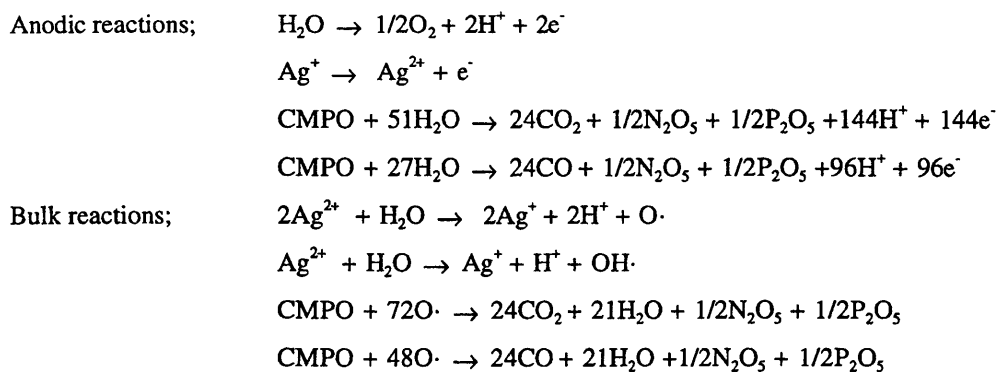 Anodic reactions; H₂O → 1/2O₂ + 2H⁺ + 2e⁻
Ag⁺ → Ag²⁺ + e⁻
CMPO + 51H₂O → 24CO₂ + 1/2N₂O₅ + 1/2P₂O₅ +144H⁺ + 144e⁻
CMPO + 27H₂O → 24CO + 1/2N₂O₅ + 1/2P₂O₅ +96H⁺ + 96e⁻
Bulk reactions; 2Ag²⁺ + H₂O → 2Ag⁺ + 2H⁺ + O·
Ag²⁺ + H₂O → Ag⁺ + H⁺ + OH·
CMPO + 72O· → 24CO₂ + 21H₂O + 1/2N₂O₅ + 1/2P₂O₅
CMPO + 48O· → 24CO + 21H₂O +1/2N₂O₅ + 1/2P₂O₅